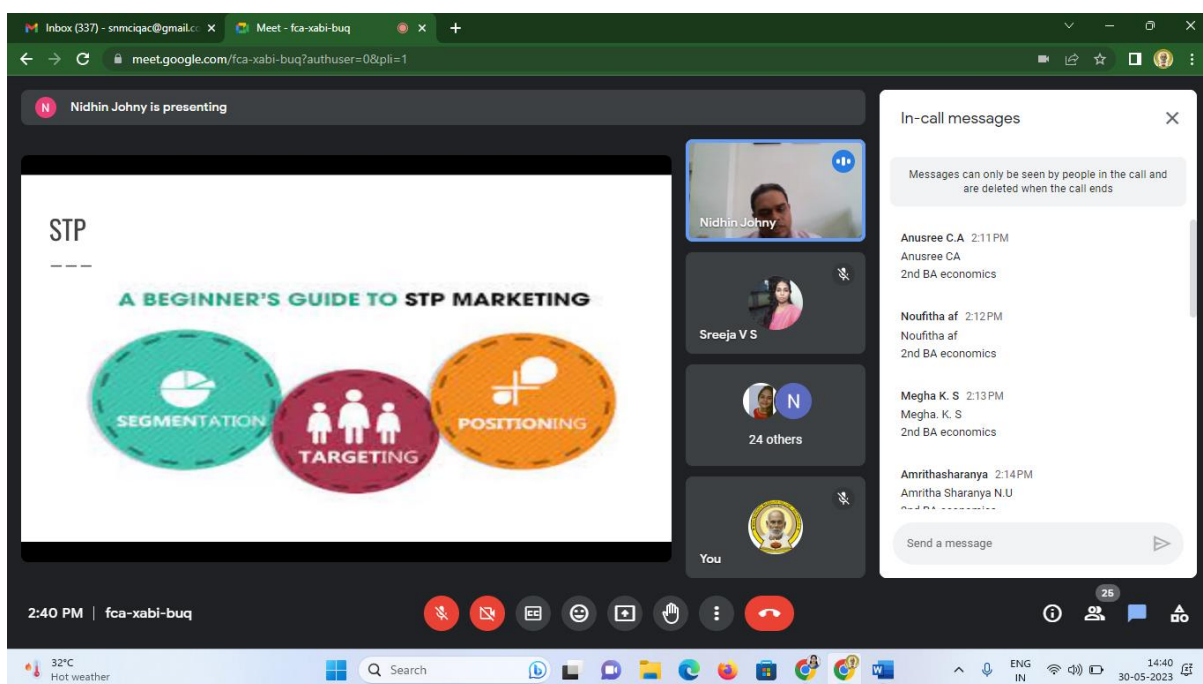 Inbox (337) - snmciqac@gmail.c
Meet - fca-xabi-buq
meet.google.com/fca-xabi-buq?authuser=0&pli=1
N Nidhin Johny is presenting
STP
A BEGINNER'S GUIDE TO STP MARKETING
SEGMENTATION
TARGETING
POSITIONING
Nidhin Johny
Sreeja V S
N
24 others
You
In-call messages
Messages can only be seen by people in the call and
are deleted when the call ends
Anusree C.A 2:11 PM
Anusree CA
2nd BA economics
Noufitha af 2:12 PM
Noufitha af
2nd BA economics
Megha K. S 2:13 PM
Megha. K. S
2nd BA economics
Amrithasharanya 2:14 PM
Amritha Sharanya N.U
2nd BA economics
Send a message
2:40 PM | fca-xabi-buq
25
32°C
Hot weather
Search
ENG
IN
14:40
30-05-2023